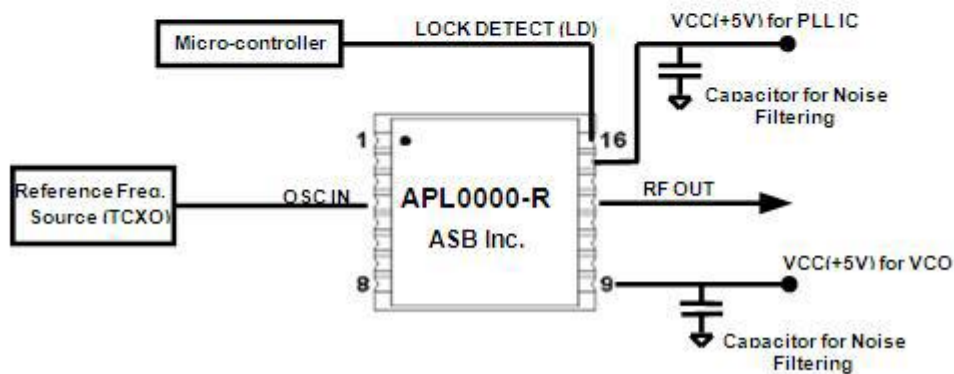 VCC(+5V) for PLL IC
LOCK DETECT (LD)
Micro-controller
Capacitor for Noise
Filtering
1
16
Reference Freq.
Source (TCXO)
OSC IN
APL0000-R
ASB Inc.
RF OUT
8
9
VCC(+5V) for VCO
Capacitor for Noise
Filtering